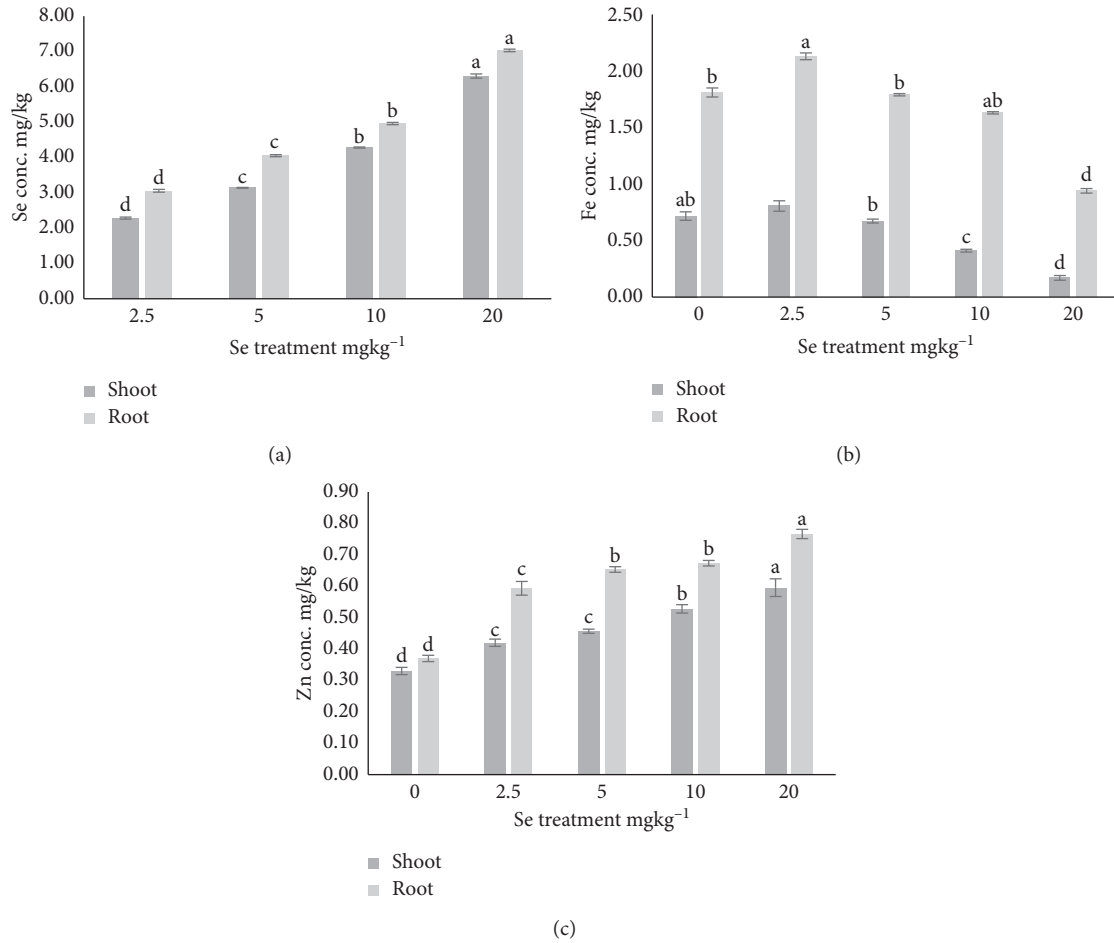 8.00
7.00
6.00
5.00
4.00
3.00
2.00
1.00
0.00
Se conc. mg/kg
d d c c b b a a
2.5 5 10 20
Se treatment mgkg⁻¹
Shoot
Root
(a)
2.50
2.00
1.50
1.00
0.50
0.00
Fe conc. mg/kg
ab b a b b c ab d d
0 2.5 5 10 20
Se treatment mgkg⁻¹
Shoot
Root
(b)
0.90
0.80
0.70
0.60
0.50
0.40
0.30
0.20
0.10
0.00
Zn conc. mg/kg
d d c c c b b b a a
0 2.5 5 10 20
Se treatment mgkg⁻¹
Shoot
Root
(c)